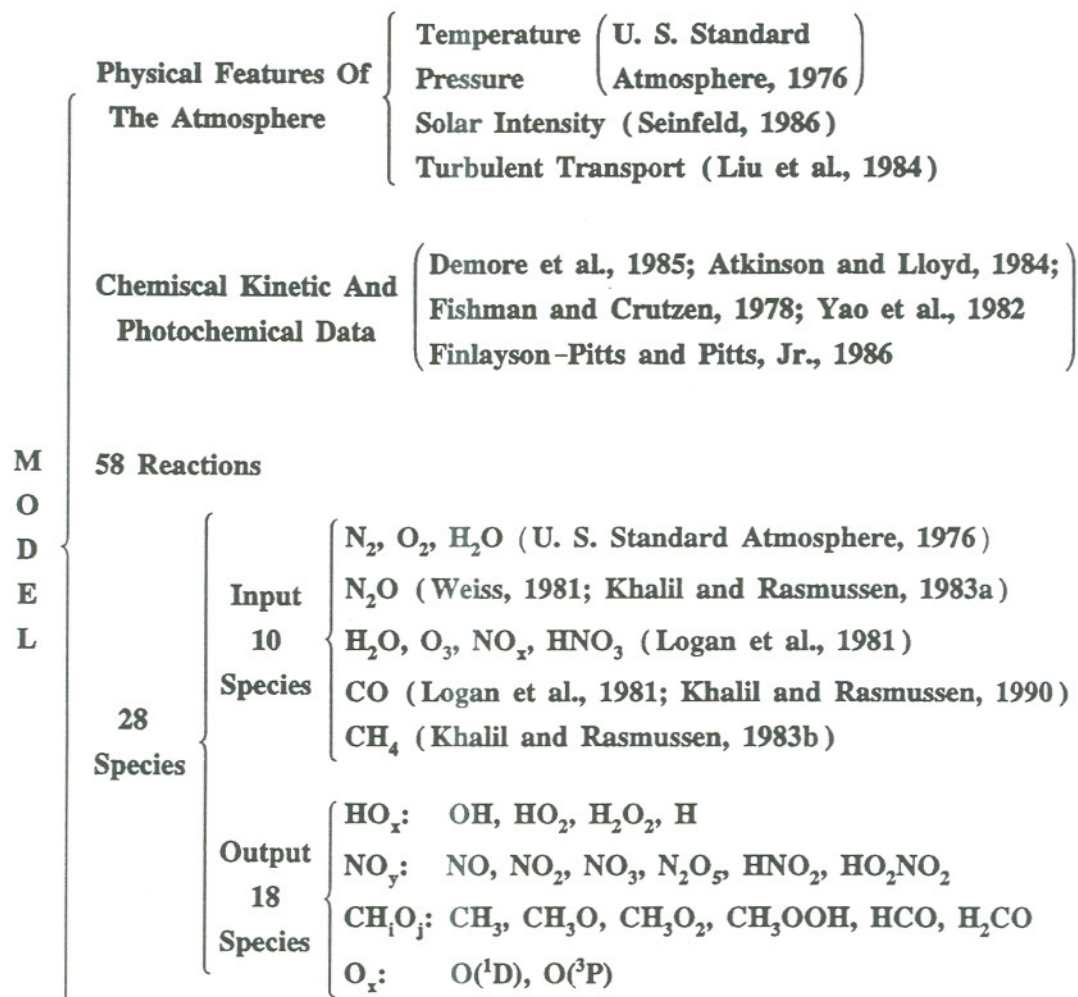 Physical Features Of
The Atmosphere
Temperature
Pressure
(U. S. Standard
Atmosphere, 1976)
Solar Intensity (Seinfeld, 1986)
Turbulent Transport (Liu et al., 1984)
Chemiscal Kinetic And
Photochemical Data
(Demore et al., 1985; Atkinson and Lloyd, 1984;
Fishman and Crutzen, 1978; Yao et al., 1982
Finlayson-Pitts and Pitts, Jr., 1986)
M
O
D
E
L
58 Reactions
28
Species
Input
10
Species
N₂, O₂, H₂O (U. S. Standard Atmosphere, 1976)
N₂O (Weiss, 1981; Khalil and Rasmussen, 1983a)
H₂O, O₃, NOₓ, HNO₃ (Logan et al., 1981)
CO (Logan et al., 1981; Khalil and Rasmussen, 1990)
CH₄ (Khalil and Rasmussen, 1983b)
Output
18
Species
HOₓ: OH, HO₂, H₂O₂, H
NOᵧ: NO, NO₂, NO₃, N₂O₅, HNO₂, HO₂NO₂
CHᵢOⱼ: CH₃, CH₃O, CH₃O₂, CH₃OOH, HCO, H₂CO
Oₓ: O(¹D), O(³P)